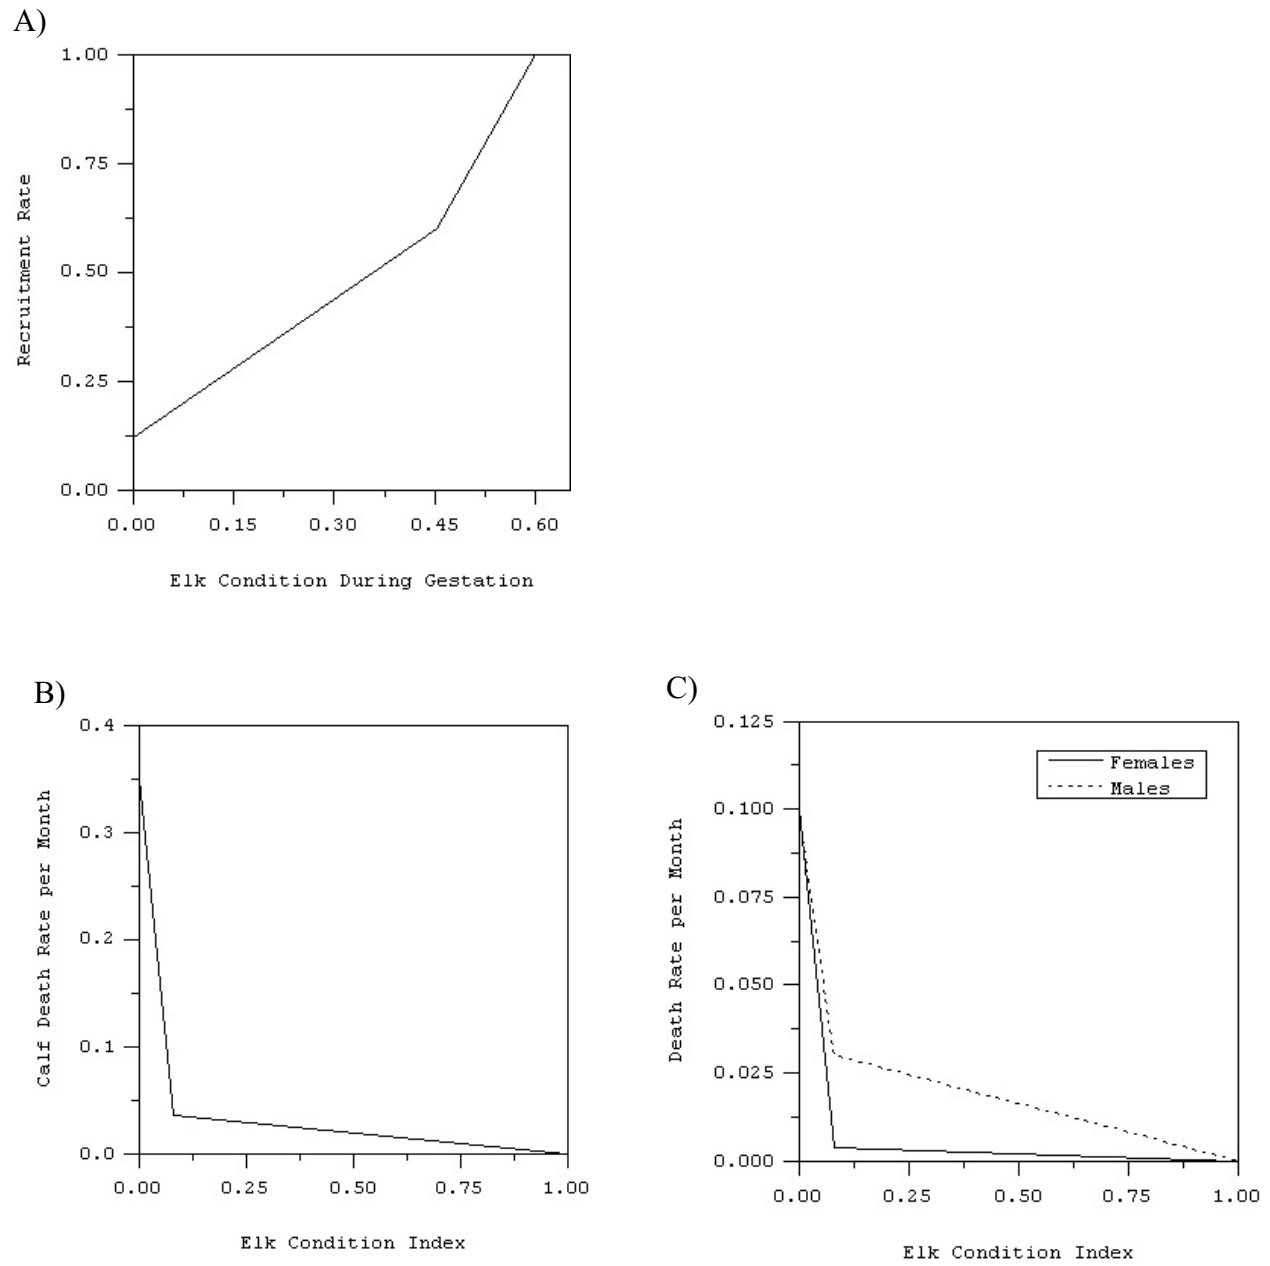 A)
1.00
0.75
0.50
0.25
0.00
Recruitment Rate
0.00 0.15 0.30 0.45 0.60
Elk Condition During Gestation
B)
0.4
0.3
0.2
0.1
0.0
Calf Death Rate per Month
0.00 0.25 0.50 0.75 1.00
Elk Condition Index
C)
0.125
0.100
0.075
0.050
0.025
0.000
Death Rate per Month
Females
Males
0.00 0.25 0.50 0.75 1.00
Elk Condition Index